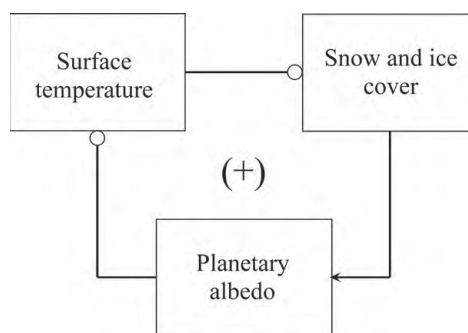 Surface
temperature
Snow and ice
cover
(+)
Planetary
albedo